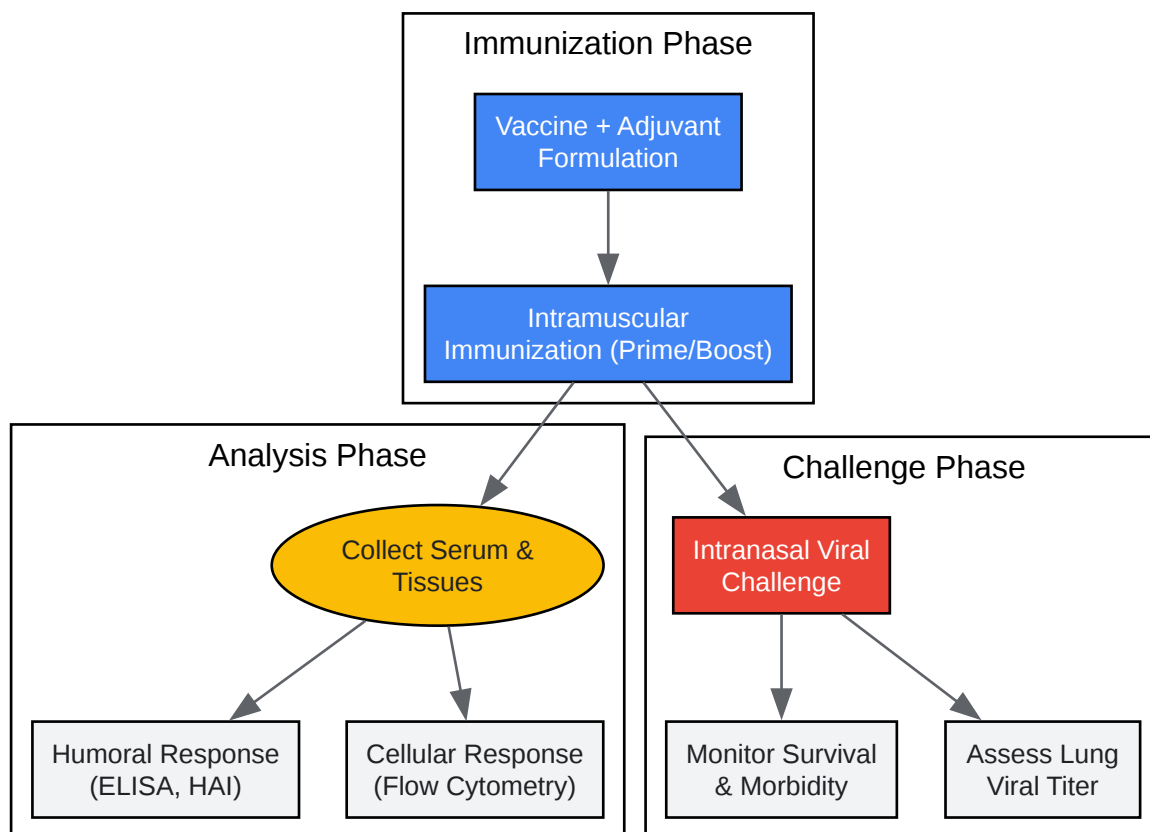 Immunization Phase
Vaccine + Adjuvant
Formulation
Intramuscular
Immunization (Prime/Boost)
Analysis Phase
Collect Serum &
Tissues
Humoral Response
(ELISA, HAI)
Cellular Response
(Flow Cytometry)
Challenge Phase
Intranasal Viral
Challenge
Monitor Survival
& Morbidity
Assess Lung
Viral Titer